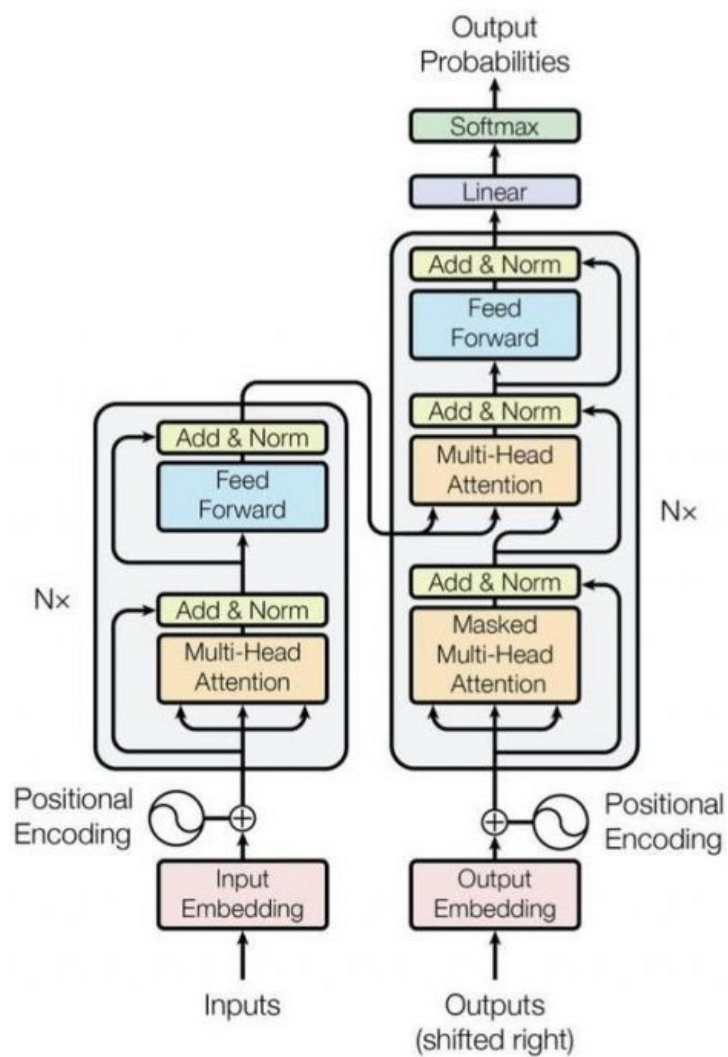 Output
Probabilities
Softmax
Linear
Add & Norm
Feed
Forward
Add & Norm
Multi-Head
Attention
Add & Norm
Masked
Multi-Head
Attention
Nx
Add & Norm
Feed
Forward
Add & Norm
Multi-Head
Attention
Nx
Positional
Encoding
Positional
Encoding
Input
Embedding
Output
Embedding
Inputs
Outputs
(shifted right)